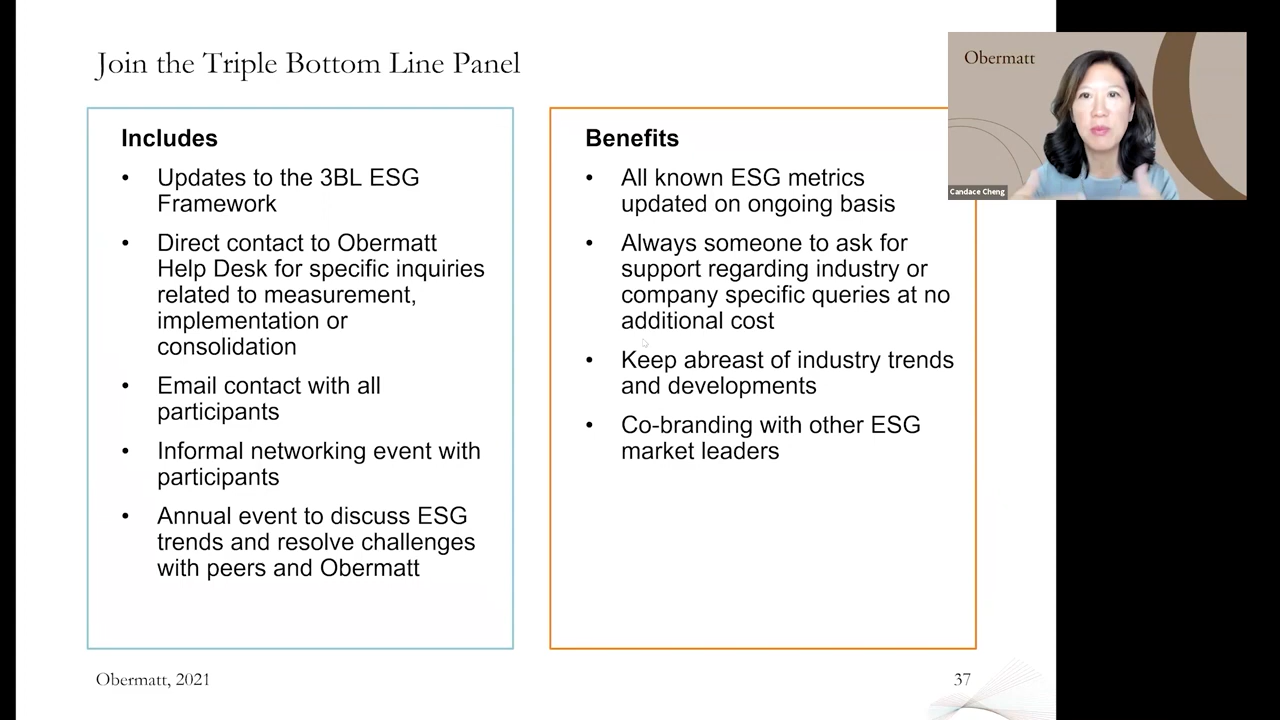 Join the Triple Bottom Line Panel
Includes
• Updates to the 3BL ESG
Framework
• Direct contact to Obermatt
Help Desk for specific inquiries
related to measurement,
implementation or
consolidation
• Email contact with all
participants
• Informal networking event with
participants
• Annual event to discuss ESG
trends and resolve challenges
with peers and Obermatt
Benefits
• All known ESG metrics
updated on ongoing basis
• Always someone to ask for
support regarding industry or
company specific queries at no
additional cost
• Keep abreast of industry trends
and developments
• Co-branding with other ESG
market leaders
Obermatt
Candace Cheng
Obermatt, 2021
37